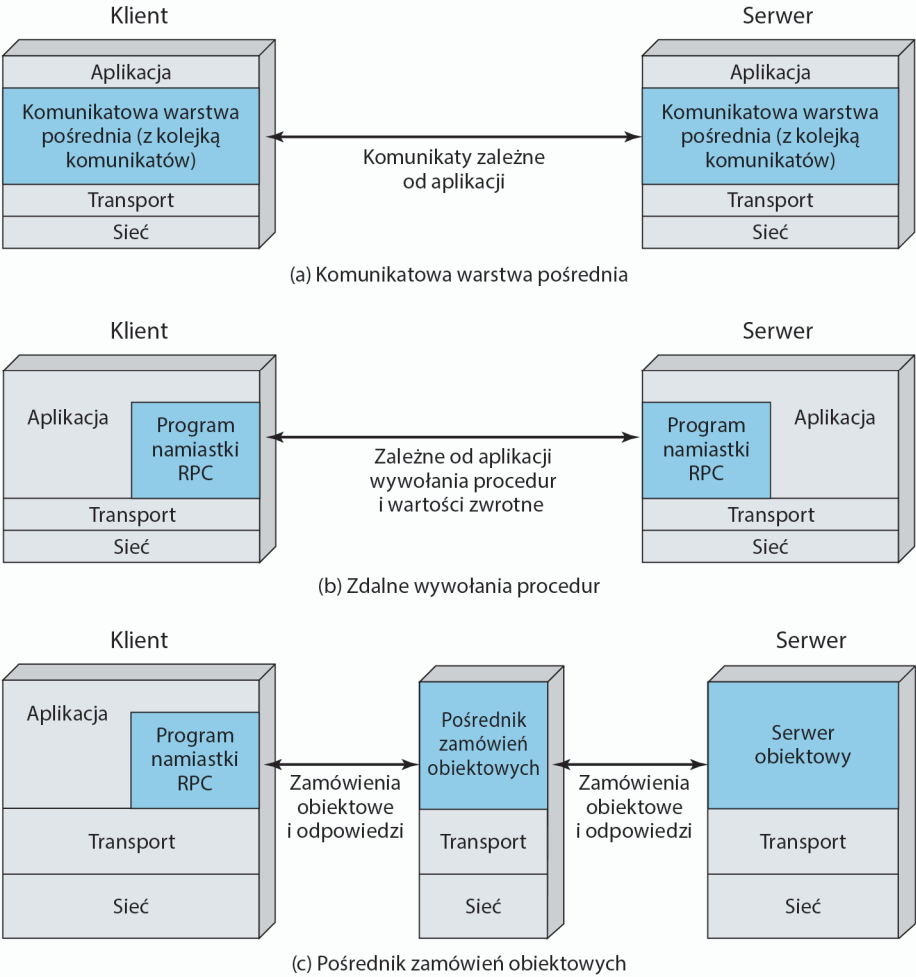 Klient
Serwer
Aplikacja
Komunikatowa warstwa
pośrednia (z kolejką
komunikatów)
Transport
Sieć
Komunikaty zależne
od aplikacji
Aplikacja
Komunikatowa warstwa
pośrednia (z kolejką
komunikatów)
Transport
Sieć
(a) Komunikatowa warstwa pośrednia
Klient
Serwer
Aplikacja
Program
namiastki
RPC
Transport
Sieć
Zależne od aplikacji
wywołania procedur
i wartości zwrotne
Program
namiastki
RPC
Aplikacja
Transport
Sieć
(b) Zdalne wywołania procedur
Klient
Serwer
Aplikacja
Program
namiastki
RPC
Transport
Sieć
Zamówienia
obiektowe
i odpowiedzi
Pośrednik
zamówień
obiektowych
Transport
Sieć
Zamówienia
obiektowe
i odpowiedzi
Serwer
obiektowy
Transport
Sieć
(c) Pośrednik zamówień obiektowych